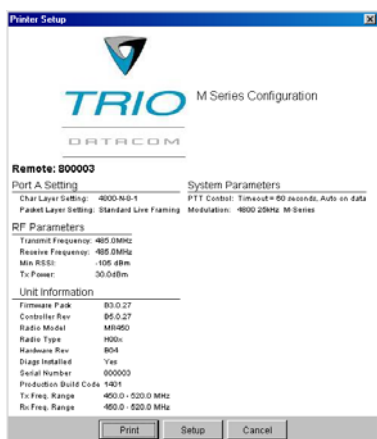 Printer Setup
TRIO
DATACOM
M Series Configuration
Remote: 800003
Port A Setting
Char Layer Setting: 4800-N-8-1
Packet Layer Setting: Standard Live Framing
System Parameters
PTT Control: Timeout = 60 seconds, Auto on data
Modulation: 4800 25kHz M-Series
RF Parameters
Transmit Frequency: 485.0MHz
Receive Frequency: 485.0MHz
Min RSSI: -105 dBm
Tx Power: 30.0dBm
Unit Information
Firmware Pack B3.0.27
Controller Rev B5.0.27
Radio Model MR450
Radio Type H00x
Hardware Rev B04
Diags Installed Yes
Serial Number 800003
Production Build Code 1401
Tx Freq. Range 450.0 - 520.0 MHz
Rx Freq. Range 450.0 - 520.0 MHz
Print Setup Cancel